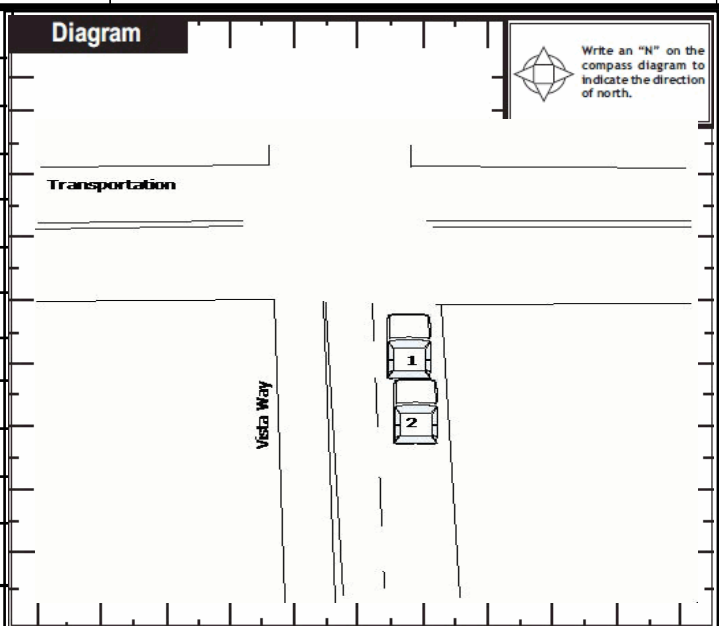 Diagram
Write an "N" on the
compass diagram to
indicate the direction
of north.
Transportation
1
Vista Way
2